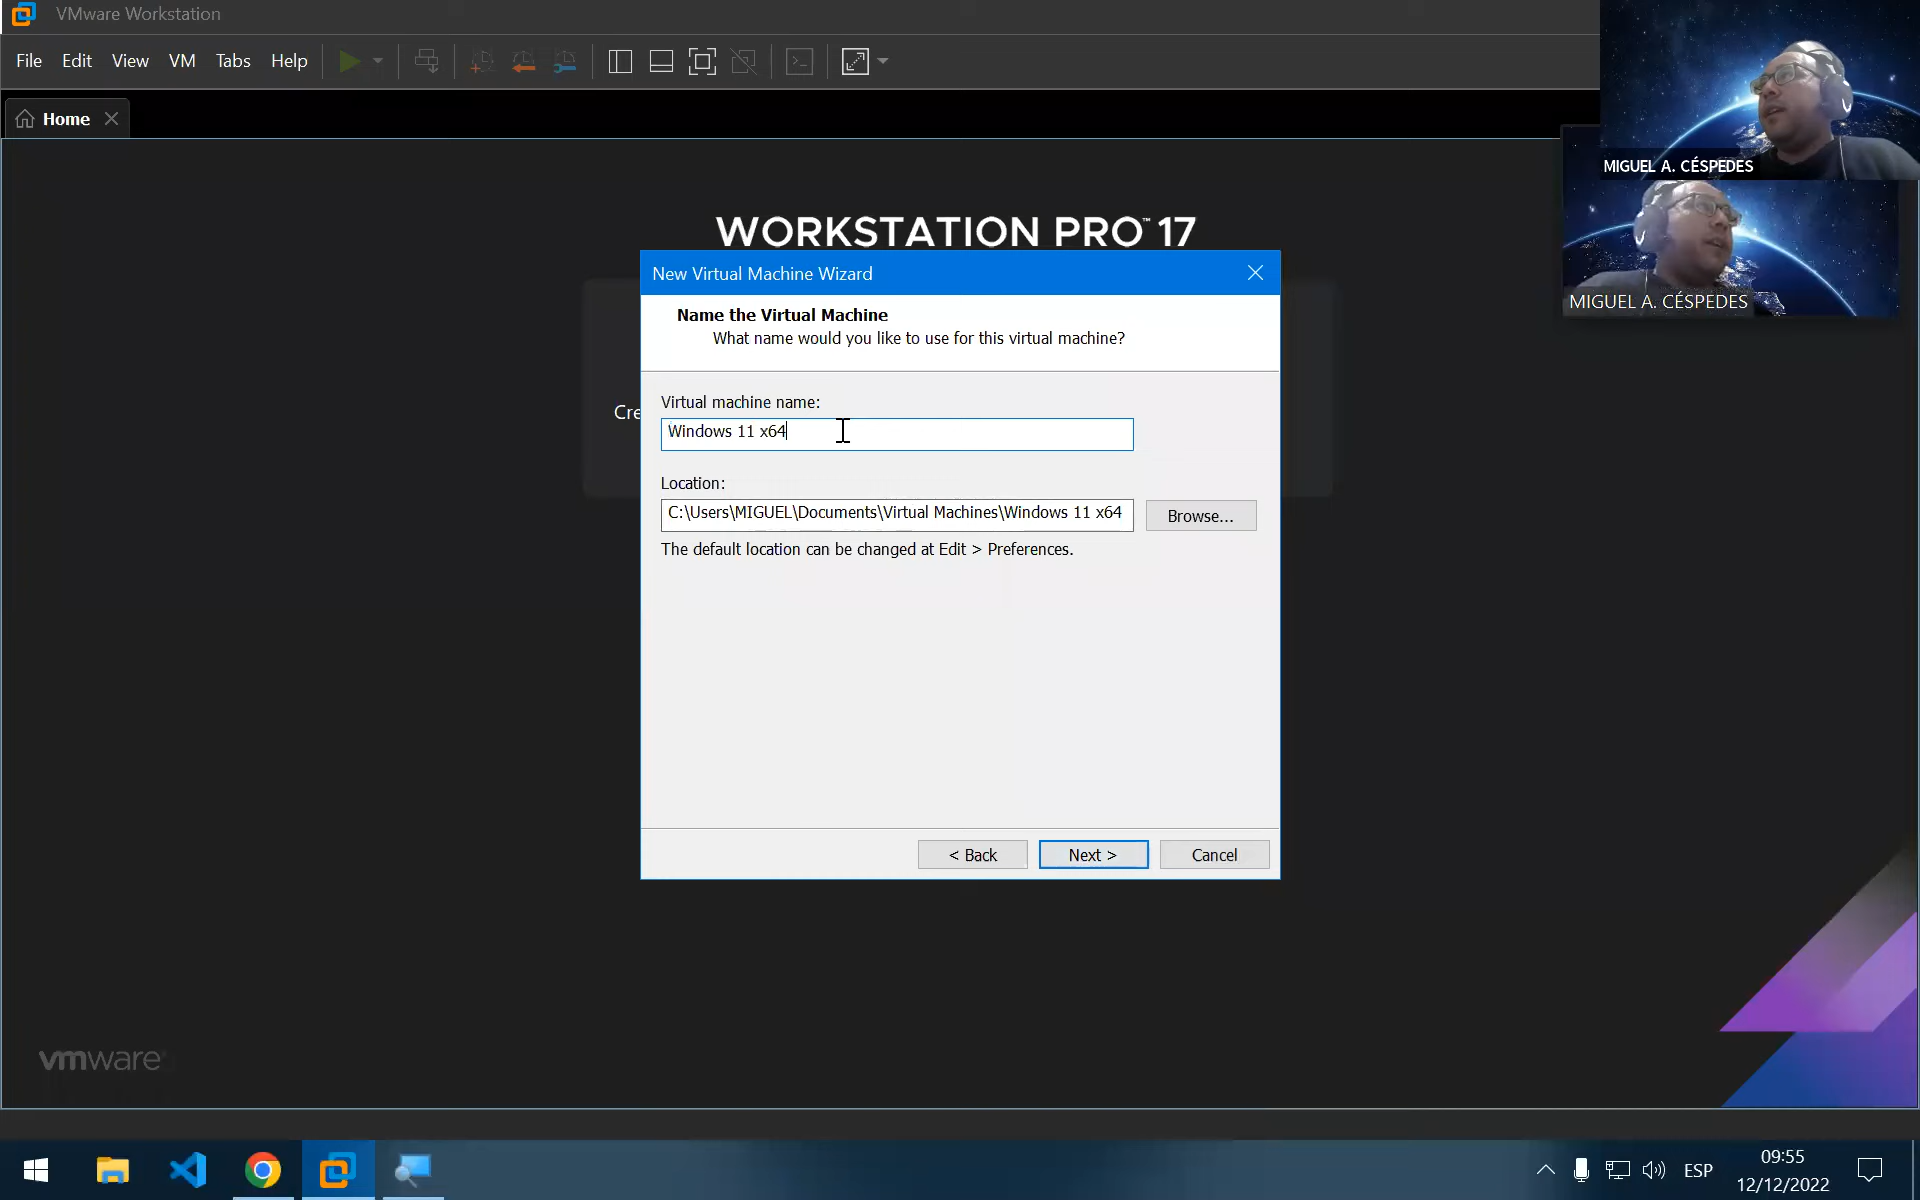 VMware Workstation
File Edit View VM Tabs Help
Home
MIGUEL A. CÉSPEDES
MIGUEL A. CÉSPEDES
WORKSTATION PRO™ 17
New Virtual Machine Wizard
Name the Virtual Machine
What name would you like to use for this virtual machine?
Virtual machine name:
Cre
Windows 11 x64
Location:
C:\Users\MIGUEL\Documents\Virtual Machines\Windows 11 x64
Browse...
The default location can be changed at Edit > Preferences.
< Back Next > Cancel
vmware
ESP
09:55
12/12/2022